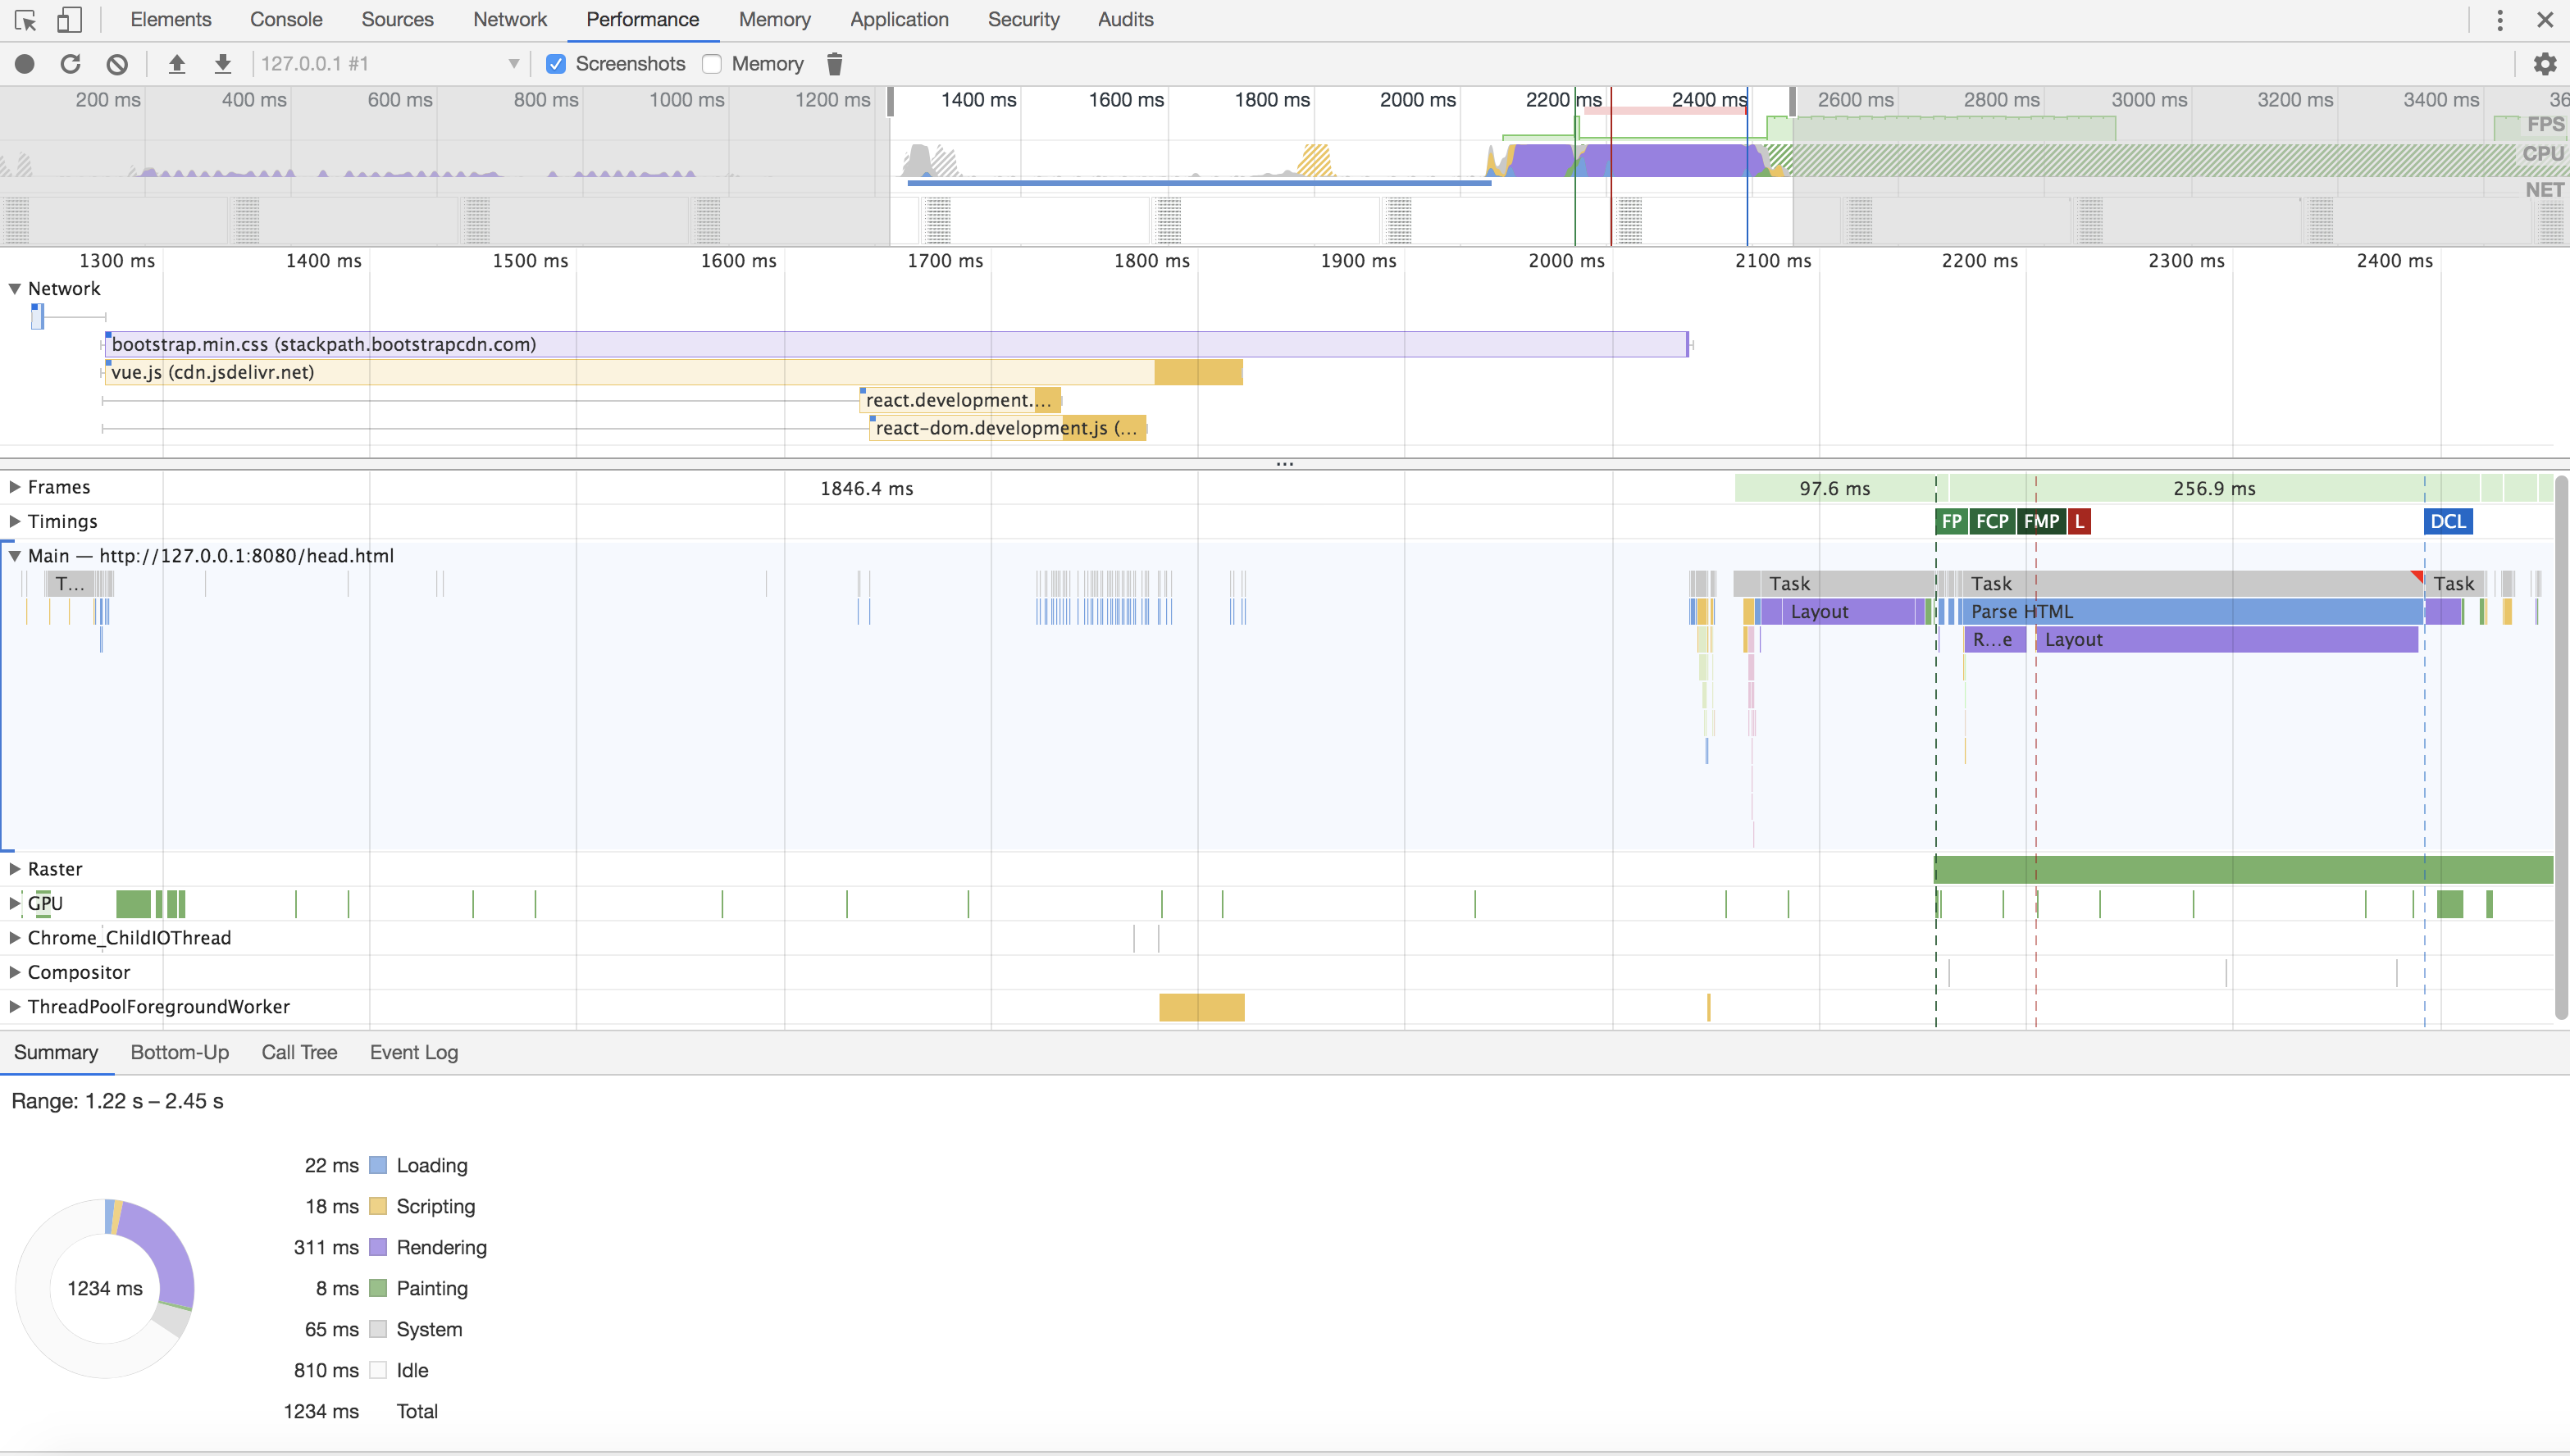 Elements Console Sources Network Performance Memory Application Security Audits
127.0.0.1 #1 Screenshots Memory
200 ms 400 ms 600 ms 800 ms 1000 ms 1200 ms 1400 ms 1600 ms 1800 ms 2000 ms 2200 ms 2400 ms 2600 ms 2800 ms 3000 ms 3200 ms 3400 ms 36
FPS
CPU
NET
1300 ms 1400 ms 1500 ms 1600 ms 1700 ms 1800 ms 1900 ms 2000 ms 2100 ms 2200 ms 2300 ms 2400 ms
Network
bootstrap.min.css (stackpath.bootstrapcdn.com)
vue.js (cdn.jsdelivr.net)
react.development.…
react-dom.development.js (…
Frames 1846.4 ms 97.6 ms 256.9 ms
Timings FP FCP FMP L DCL
Main — http://127.0.0.1:8080/head.html
T… Task Task Task
Layout Parse HTML
R…e Layout
Raster
GPU
Chrome_ChildIOThread
Compositor
ThreadPoolForegroundWorker
Summary Bottom-Up Call Tree Event Log
Range: 1.22 s – 2.45 s
22 ms Loading
18 ms Scripting
311 ms Rendering
1234 ms
8 ms Painting
65 ms System
810 ms Idle
1234 ms Total